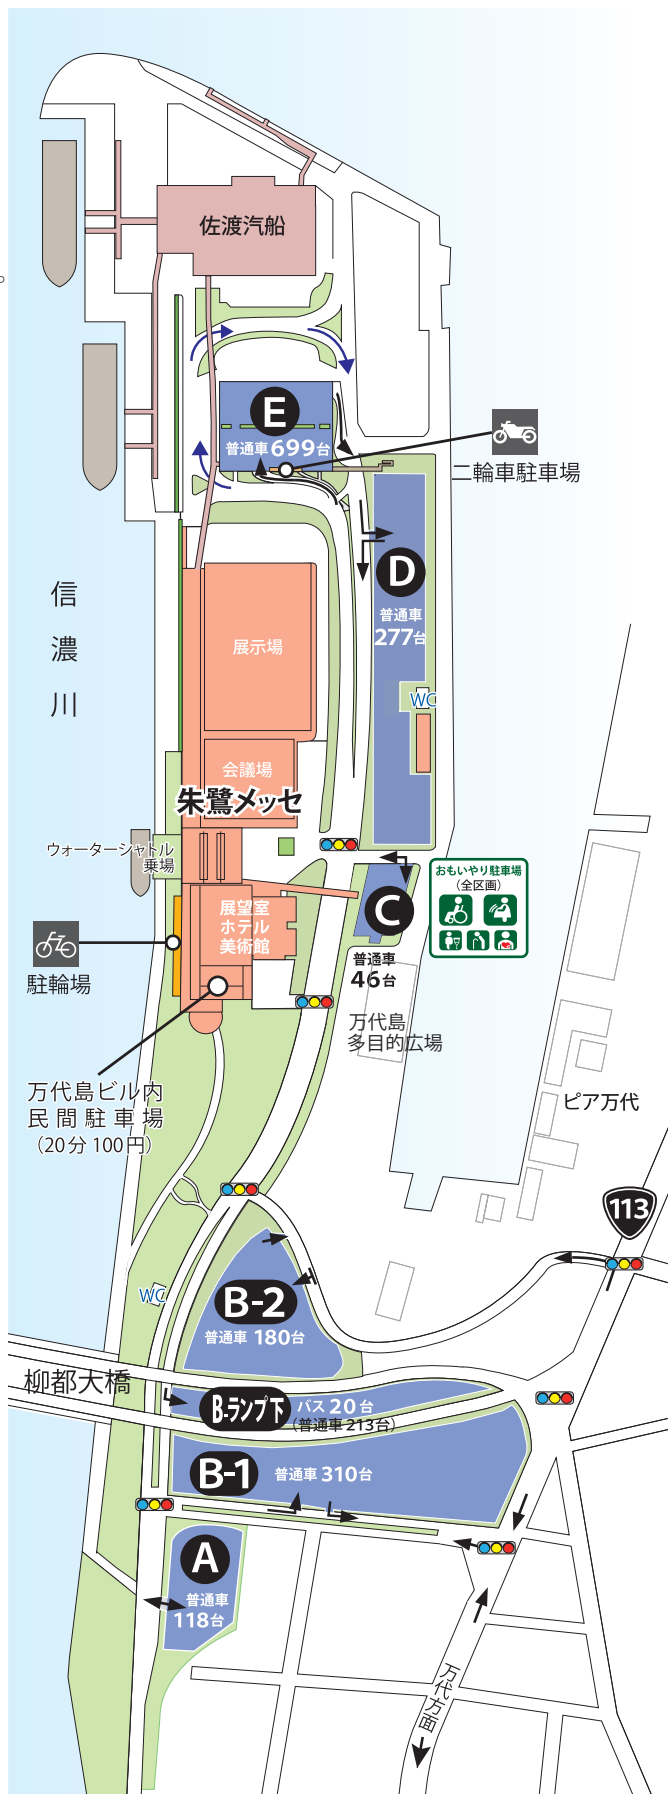 佐渡汽船
E
普通車699台
二輪車駐車場
D
普通車
277台
信
濃
川
展示場
WC
会議場
朱鷺メッセ
ウォーターシャトル
乗場
おもいやり駐車場
(全区画)
C
展望室
ホテル
美術館
普通車
46台
駐輪場
万代島
多目的広場
万代島ビル内
民間駐車場
(20分100円)
ピア万代
113
WC
B-2
普通車 180台
柳都大橋
B-ランプ下
バス 20台
(普通車213台)
B-1
普通車 310台
A
普通車
118台
万代方面